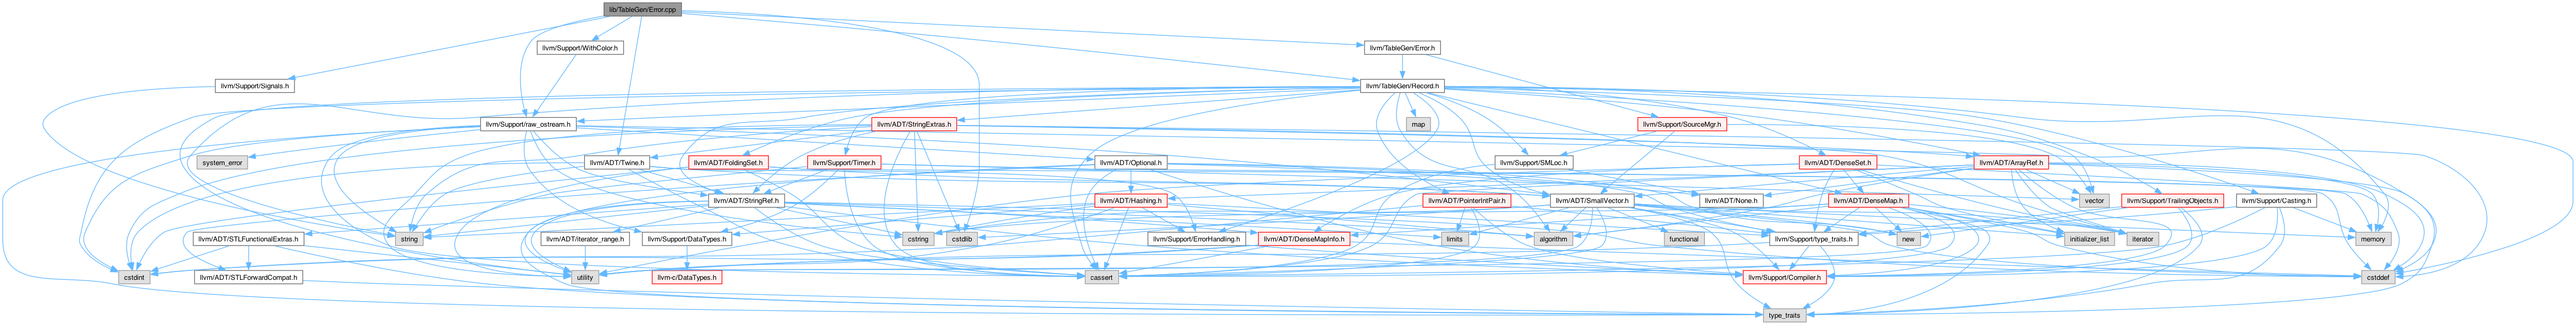 lib/TableGen/Error.cpp
llvm/Support/WithColor.h
llvm/TableGen/Error.h
llvm/Support/Signals.h
llvm/TableGen/Record.h
llvm/Support/raw_ostream.h
llvm/ADT/StringExtras.h
map
llvm/Support/SourceMgr.h
system_error
llvm/ADT/Twine.h
llvm/ADT/FoldingSet.h
llvm/Support/Timer.h
llvm/ADT/Optional.h
llvm/Support/SMLoc.h
llvm/ADT/DenseSet.h
llvm/ADT/ArrayRef.h
llvm/ADT/StringRef.h
llvm/ADT/Hashing.h
llvm/ADT/PointerIntPair.h
llvm/ADT/SmallVector.h
llvm/ADT/None.h
llvm/ADT/DenseMap.h
vector
llvm/Support/TrailingObjects.h
llvm/Support/Casting.h
llvm/ADT/STLFunctionalExtras.h
string
llvm/ADT/iterator_range.h
llvm/Support/DataTypes.h
cstring
cstdlib
llvm/Support/ErrorHandling.h
llvm/ADT/DenseMapInfo.h
limits
algorithm
functional
llvm/Support/type_traits.h
new
initializer_list
iterator
memory
cstdint
llvm/ADT/STLForwardCompat.h
utility
llvm-c/DataTypes.h
cassert
llvm/Support/Compiler.h
cstddef
type_traits